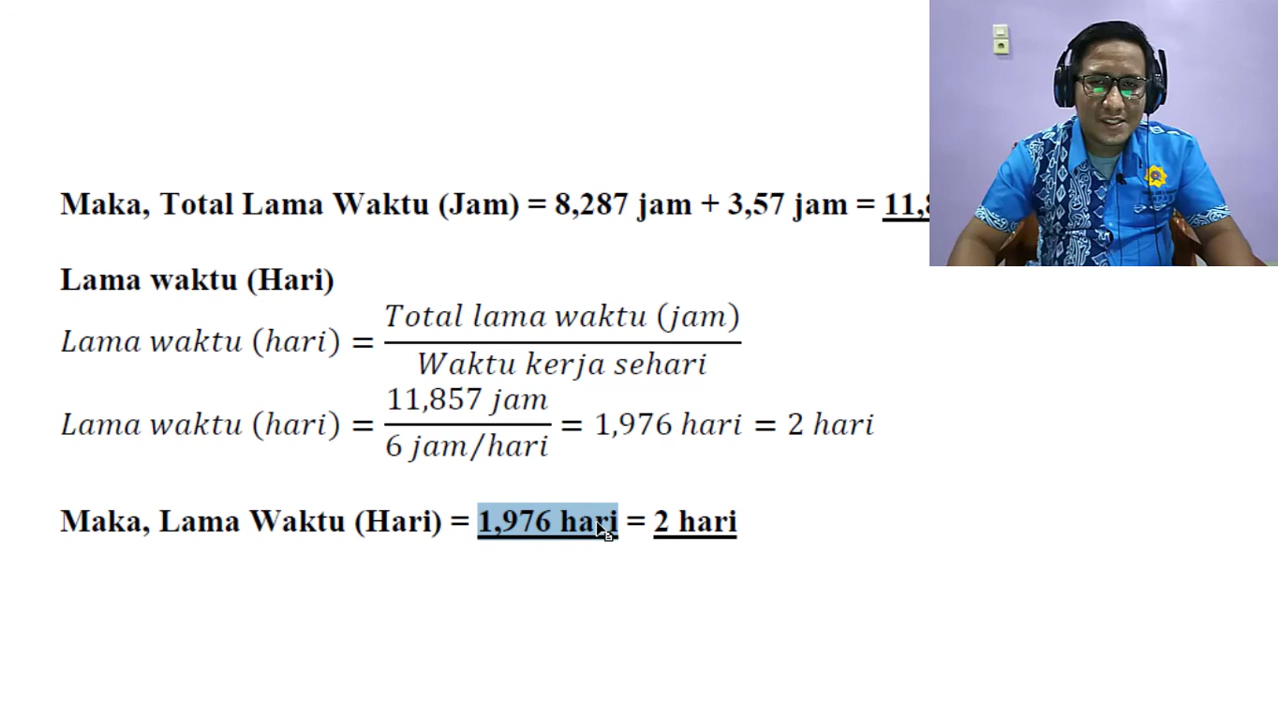 Maka, Total Lama Waktu (Jam) = 8,287 jam + 3,57 jam = 11,8
Lama waktu (Hari)
Lama waktu (hari) = Total lama waktu (jam) / Waktu kerja sehari
Lama waktu (hari) = 11,857 jam / 6 jam/hari = 1,976 hari = 2 hari
Maka, Lama Waktu (Hari) = 1,976 hari = 2 hari